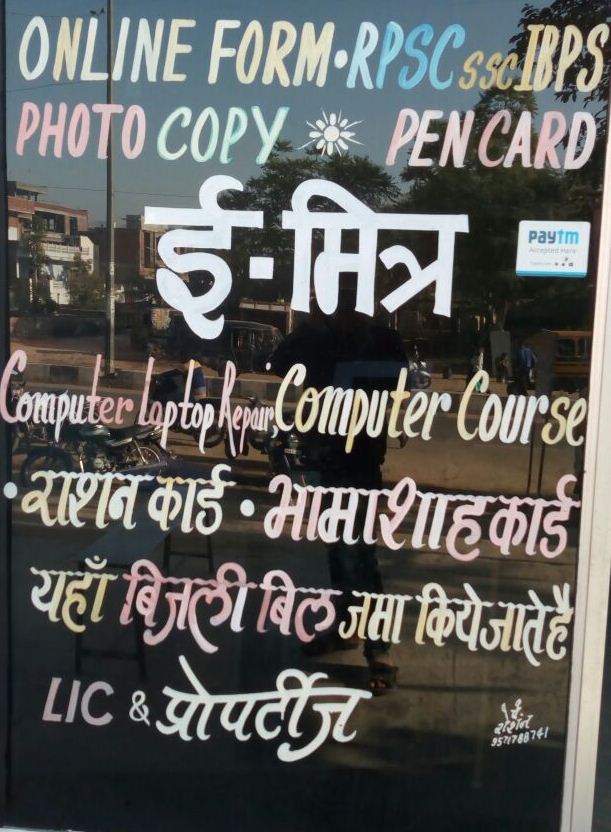 ONLINE FORM • RPSC SSC IBPS
PHOTO COPY PEN CARD
ई-मित्र
paytm
Accepted Here
Computer Laptop Repair, Computer Course
• राशन कार्ड • भामाशाह कार्ड
यहाँ बिजली बिल जमा किये जाते है
LIC & प्रोपर्टीज
पे.
रोशन
9571788741